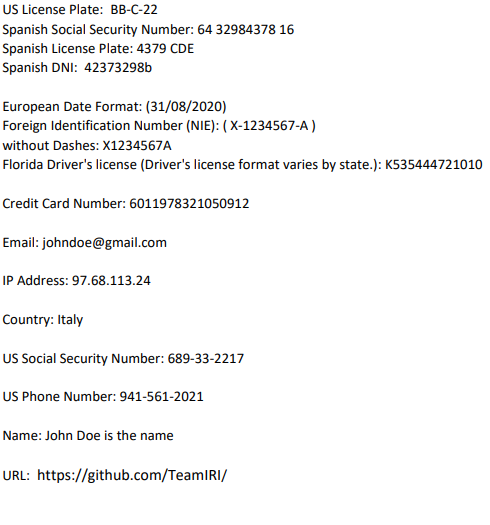 US License Plate:  BB-C-22
Spanish Social Security Number: 64 32984378 16
Spanish License Plate: 4379 CDE
Spanish DNI:  42373298b
European Date Format: (31/08/2020)
Foreign Identification Number (NIE): ( X-1234567-A )
without Dashes: X1234567A
Florida Driver's license (Driver's license format varies by state.): K535444721010
Credit Card Number: 6011978321050912
Email: johndoe@gmail.com
IP Address: 97.68.113.24
Country: Italy
US Social Security Number: 689-33-2217
US Phone Number: 941-561-2021
Name: John Doe is the name
URL:  https://github.com/TeamIRI/